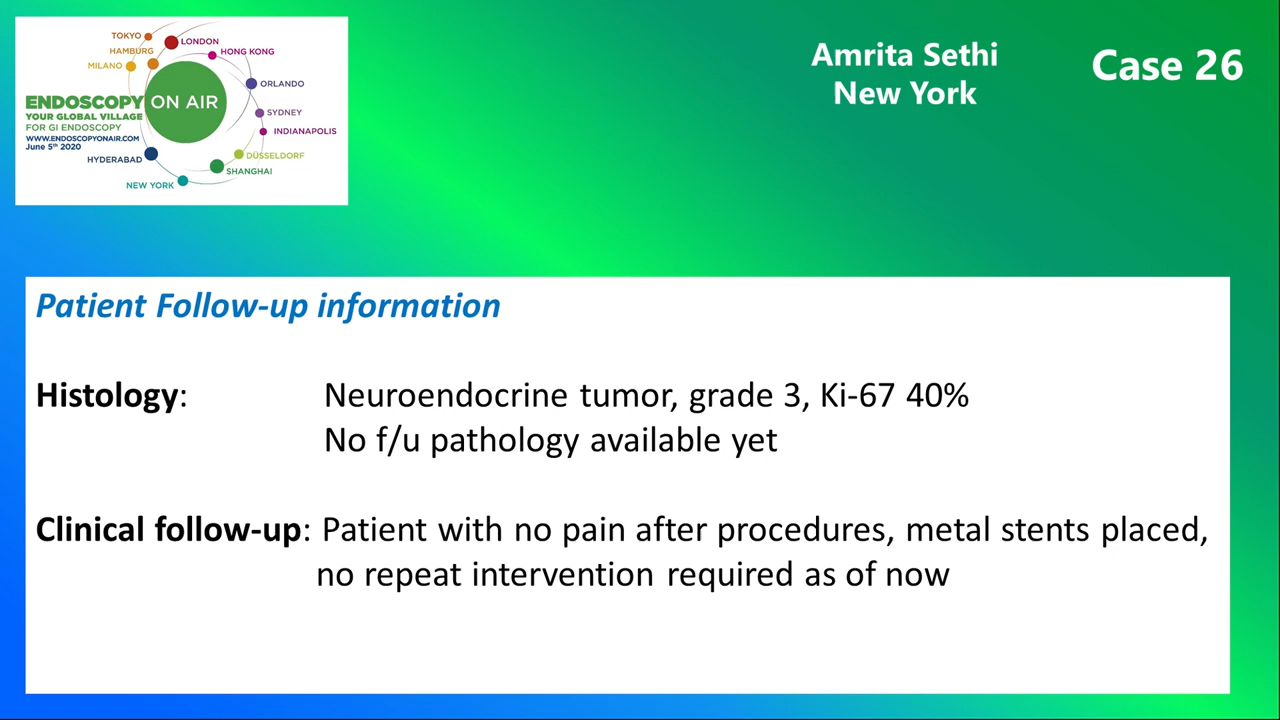 TOKYO
LONDON
HAMBURG
HONG KONG
MILANO
ORLANDO
ENDOSCOPY ON AIR
YOUR GLOBAL VILLAGE
SYDNEY
FOR GI ENDOSCOPY
INDIANAPOLIS
WWW.ENDOSCOPYONAIR.COM
June 5th 2020
DÜSSELDORF
HYDERABAD
SHANGHAI
NEW YORK
Amrita Sethi
New York
Case 26
Patient Follow-up information
Histology: Neuroendocrine tumor, grade 3, Ki-67 40%
No f/u pathology available yet
Clinical follow-up: Patient with no pain after procedures, metal stents placed,
no repeat intervention required as of now